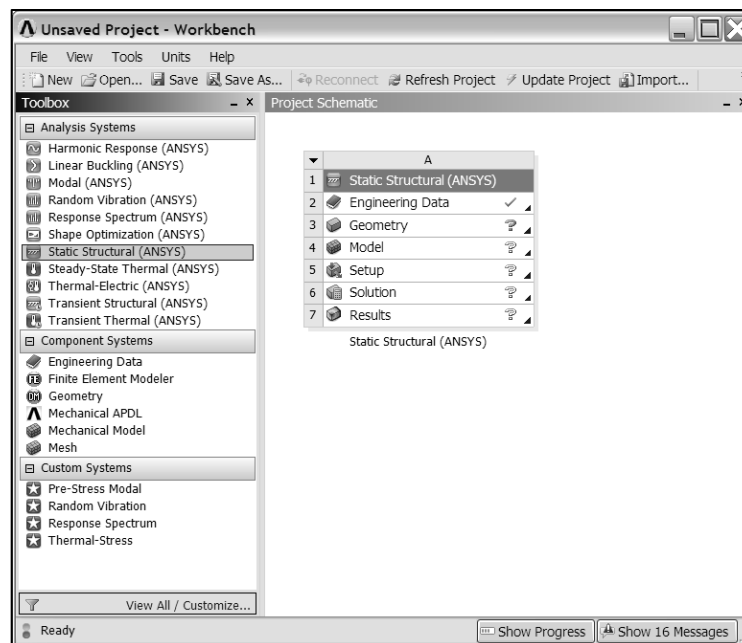 Unsaved Project - Workbench
File View Tools Units Help
New Open... Save Save As... Reconnect Refresh Project Update Project Import...
Toolbox
Analysis Systems
Harmonic Response (ANSYS)
Linear Buckling (ANSYS)
Modal (ANSYS)
Random Vibration (ANSYS)
Response Spectrum (ANSYS)
Shape Optimization (ANSYS)
Static Structural (ANSYS)
Steady-State Thermal (ANSYS)
Thermal-Electric (ANSYS)
Transient Structural (ANSYS)
Transient Thermal (ANSYS)
Component Systems
Engineering Data
Finite Element Modeler
Geometry
Mechanical APDL
Mechanical Model
Mesh
Custom Systems
Pre-Stress Modal
Random Vibration
Response Spectrum
Thermal-Stress
View All / Customize...
Project Schematic
A
1 Static Structural (ANSYS)
2 Engineering Data
3 Geometry ?
4 Model ?
5 Setup ?
6 Solution ?
7 Results ?
Static Structural (ANSYS)
Ready
Show Progress Show 16 Messages